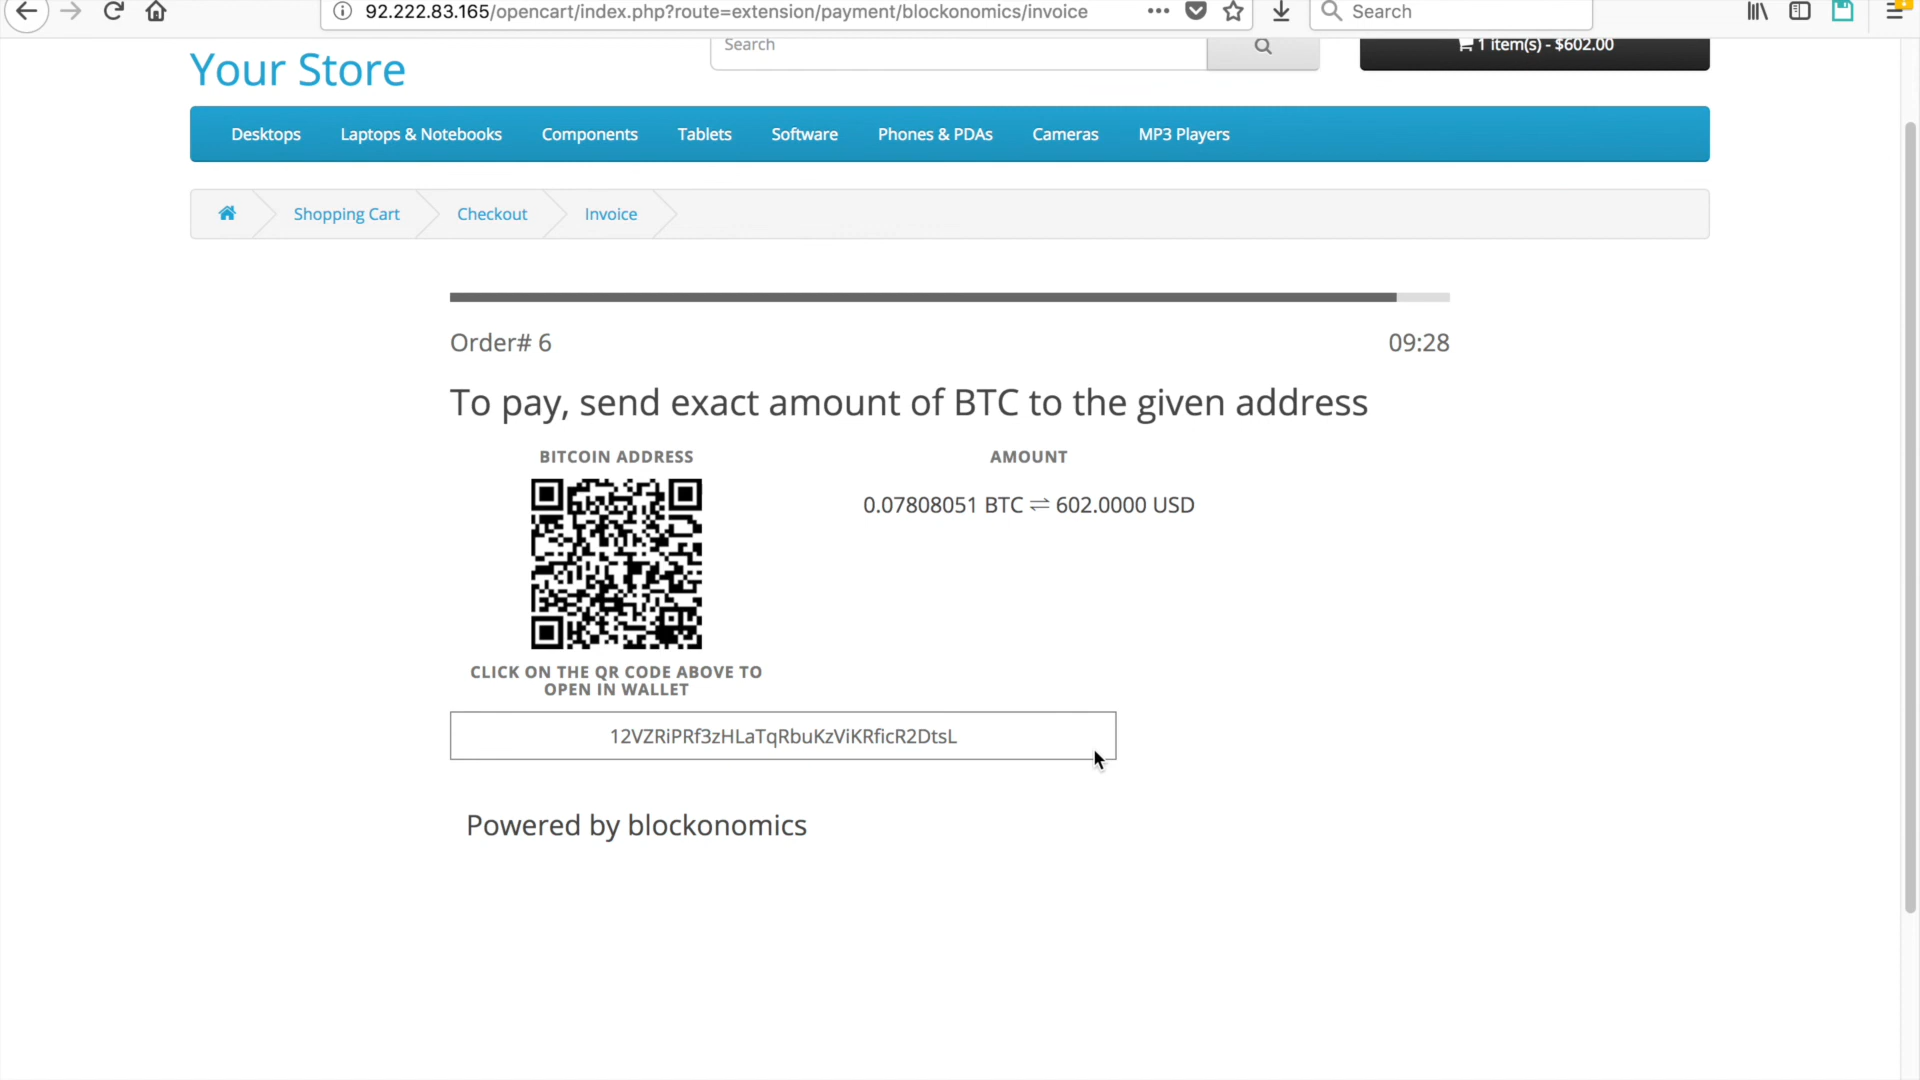 92.222.83.165/opencart/index.php?route=extension/payment/blockonomics/invoice
Search
Search
1 item(s) - $602.00
Your Store
Desktops
Laptops & Notebooks
Components
Tablets
Software
Phones & PDAs
Cameras
MP3 Players
Shopping Cart
Checkout
Invoice
Order# 6
09:28
To pay, send exact amount of BTC to the given address
BITCOIN ADDRESS
AMOUNT
0.07808051 BTC ⇌ 602.0000 USD
CLICK ON THE QR CODE ABOVE TO
OPEN IN WALLET
12VZRiPRf3zHLaTqRbuKzViKRficR2DtsL
Powered by blockonomics